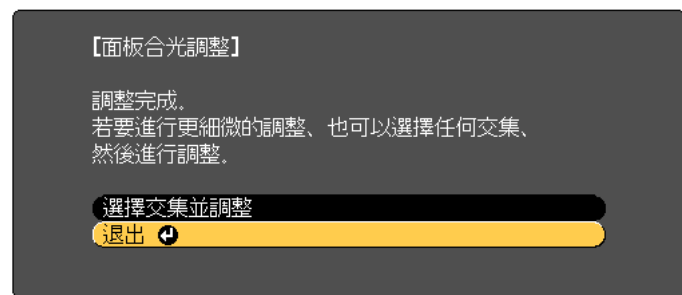 【面板合光調整】
調整完成。
若要進行更細微的調整、也可以選擇任何交集、
然後進行調整。
選擇交集並調整
退出